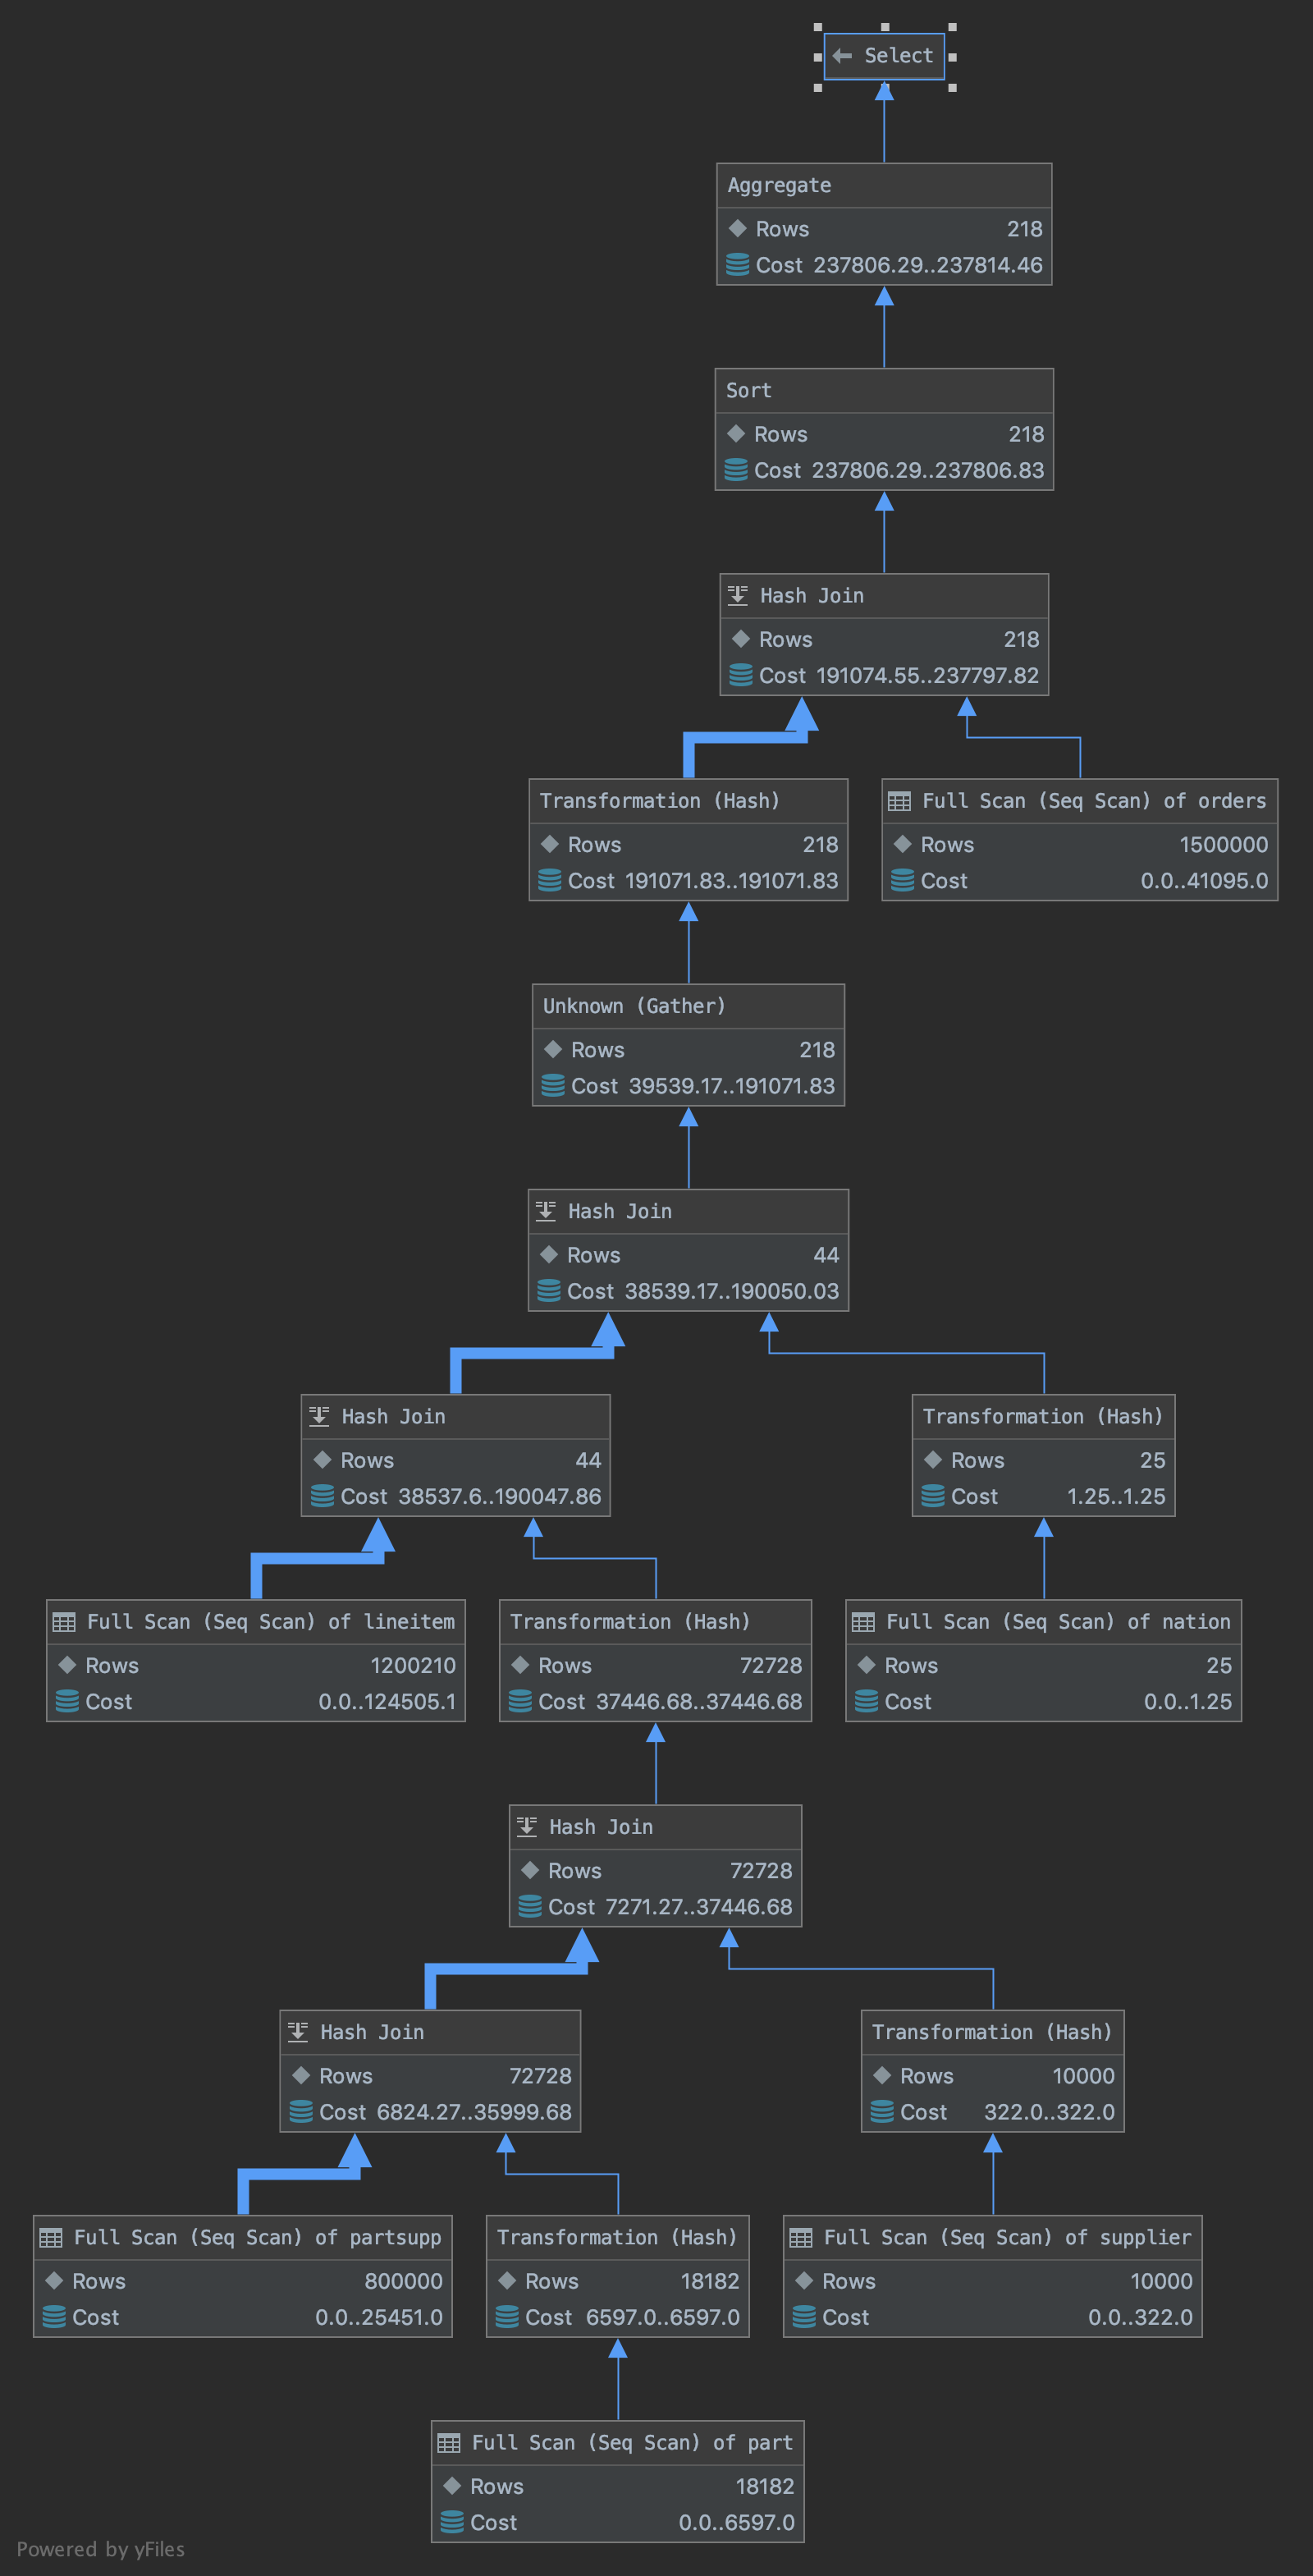 Select
Aggregate
Rows 218
Cost 237806.29..237814.46
Sort
Rows 218
Cost 237806.29..237806.83
Hash Join
Rows 218
Cost 191074.55..237797.82
Transformation (Hash)
Rows 218
Cost 191071.83..191071.83
Full Scan (Seq Scan) of orders
Rows 1500000
Cost 0.0..41095.0
Unknown (Gather)
Rows 218
Cost 39539.17..191071.83
Hash Join
Rows 44
Cost 38539.17..190050.03
Hash Join
Rows 44
Cost 38537.6..190047.86
Transformation (Hash)
Rows 25
Cost 1.25..1.25
Full Scan (Seq Scan) of lineitem
Rows 1200210
Cost 0.0..124505.1
Transformation (Hash)
Rows 72728
Cost 37446.68..37446.68
Full Scan (Seq Scan) of nation
Rows 25
Cost 0.0..1.25
Hash Join
Rows 72728
Cost 7271.27..37446.68
Hash Join
Rows 72728
Cost 6824.27..35999.68
Transformation (Hash)
Rows 10000
Cost 322.0..322.0
Full Scan (Seq Scan) of partsupp
Rows 800000
Cost 0.0..25451.0
Transformation (Hash)
Rows 18182
Cost 6597.0..6597.0
Full Scan (Seq Scan) of supplier
Rows 10000
Cost 0.0..322.0
Full Scan (Seq Scan) of part
Rows 18182
Cost 0.0..6597.0
Powered by yFiles